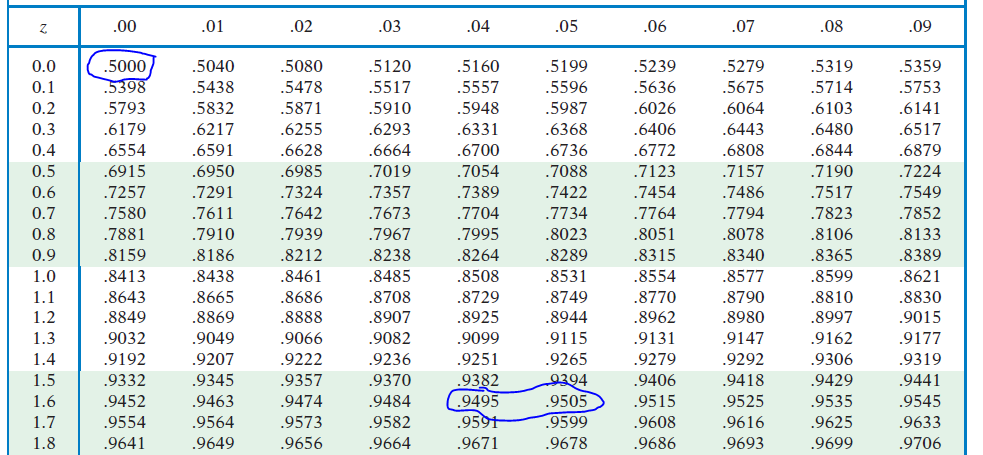 z .00 .01 .02 .03 .04 .05 .06 .07 .08 .09
0.0 .5000 .5040 .5080 .5120 .5160 .5199 .5239 .5279 .5319 .5359
0.1 .5398 .5438 .5478 .5517 .5557 .5596 .5636 .5675 .5714 .5753
0.2 .5793 .5832 .5871 .5910 .5948 .5987 .6026 .6064 .6103 .6141
0.3 .6179 .6217 .6255 .6293 .6331 .6368 .6406 .6443 .6480 .6517
0.4 .6554 .6591 .6628 .6664 .6700 .6736 .6772 .6808 .6844 .6879
0.5 .6915 .6950 .6985 .7019 .7054 .7088 .7123 .7157 .7190 .7224
0.6 .7257 .7291 .7324 .7357 .7389 .7422 .7454 .7486 .7517 .7549
0.7 .7580 .7611 .7642 .7673 .7704 .7734 .7764 .7794 .7823 .7852
0.8 .7881 .7910 .7939 .7967 .7995 .8023 .8051 .8078 .8106 .8133
0.9 .8159 .8186 .8212 .8238 .8264 .8289 .8315 .8340 .8365 .8389
1.0 .8413 .8438 .8461 .8485 .8508 .8531 .8554 .8577 .8599 .8621
1.1 .8643 .8665 .8686 .8708 .8729 .8749 .8770 .8790 .8810 .8830
1.2 .8849 .8869 .8888 .8907 .8925 .8944 .8962 .8980 .8997 .9015
1.3 .9032 .9049 .9066 .9082 .9099 .9115 .9131 .9147 .9162 .9177
1.4 .9192 .9207 .9222 .9236 .9251 .9265 .9279 .9292 .9306 .9319
1.5 .9332 .9345 .9357 .9370 .9382 .9394 .9406 .9418 .9429 .9441
1.6 .9452 .9463 .9474 .9484 .9495 .9505 .9515 .9525 .9535 .9545
1.7 .9554 .9564 .9573 .9582 .9591 .9599 .9608 .9616 .9625 .9633
1.8 .9641 .9649 .9656 .9664 .9671 .9678 .9686 .9693 .9699 .9706